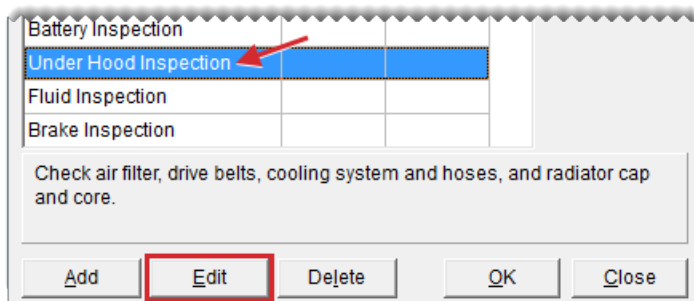 Battery Inspection
Under Hood Inspection
Fluid Inspection
Brake Inspection
Check air filter, drive belts, cooling system and hoses, and radiator cap
and core.
Add Edit Delete OK Close